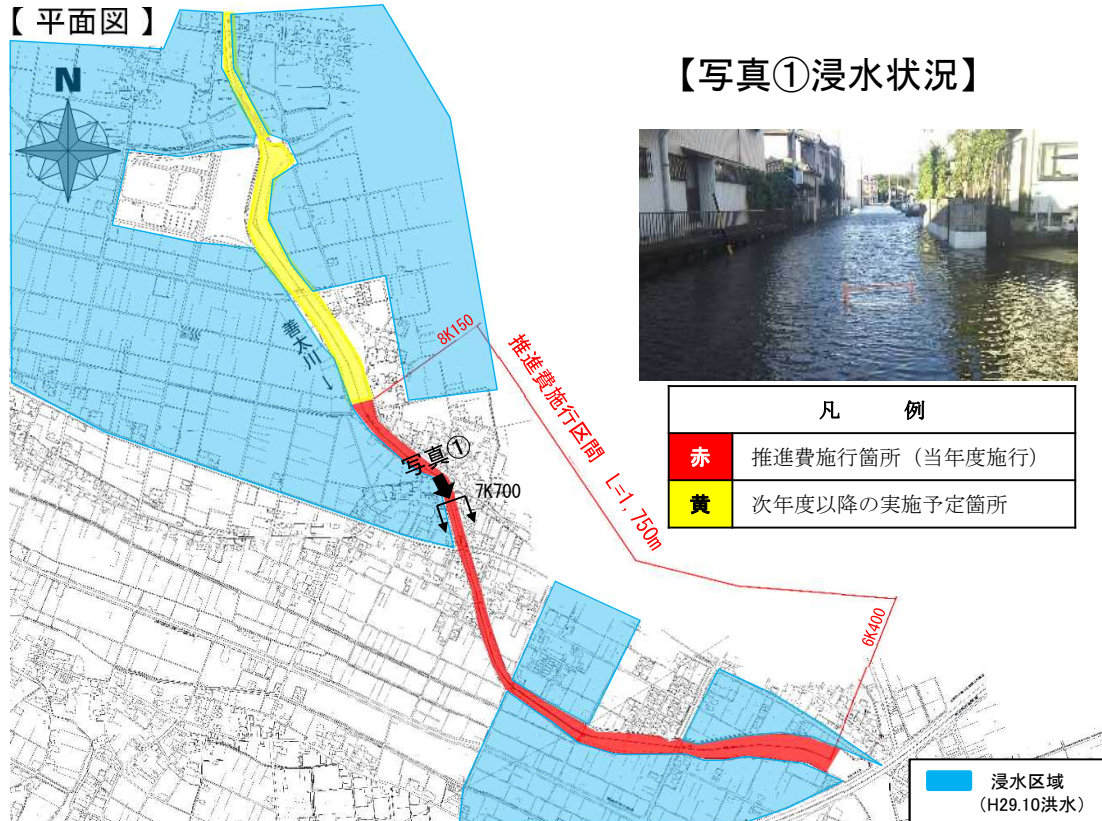 【 平面図 】
N
【写真①浸水状況】
善太川
8K150
推進費施行区間 L=1,750m
写真①
7K700
6K400
凡 例
赤 推進費施行箇所（当年度施行）
黄 次年度以降の実施予定箇所
浸水区域
(H29.10洪水)